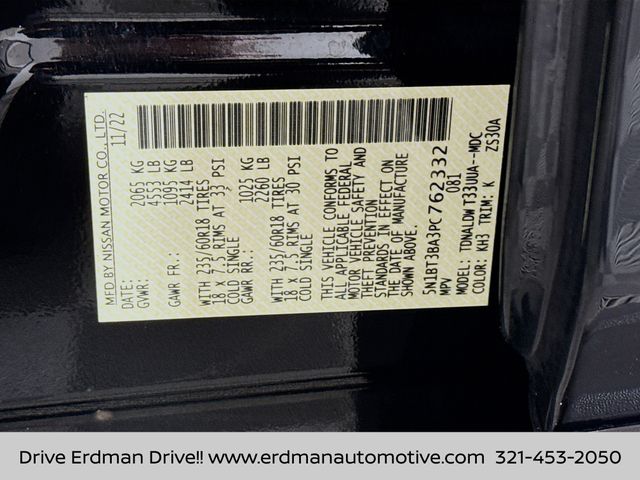 MFD BY NISSAN MOTOR CO., LTD.
DATE: 11/22
GVWR: 2065 KG
4553 LB
GAWR FR.: 1095 KG
2414 LB
WITH 235/60R18 TIRES
18 X 7.5 RIMS AT 33 PSI
COLD SINGLE
GAWR RR.: 1025 KG
2260 LB
WITH 235/60R18 TIRES
18 X 7.5 RIMS AT 30 PSI
COLD SINGLE
THIS VEHICLE CONFORMS TO
ALL APPLICABLE FEDERAL
MOTOR VEHICLE SAFETY AND
THEFT PREVENTION
STANDARDS IN EFFECT ON
THE DATE OF MANUFACTURE
SHOWN ABOVE.
5N1BT3BA3PC762332
MPV 081
MODEL: TDNALDWT33UUA--MDC
COLOR: KH3 TRIM: K ZS30A
Drive Erdman Drive!! www.erdmanautomotive.com 321-453-2050